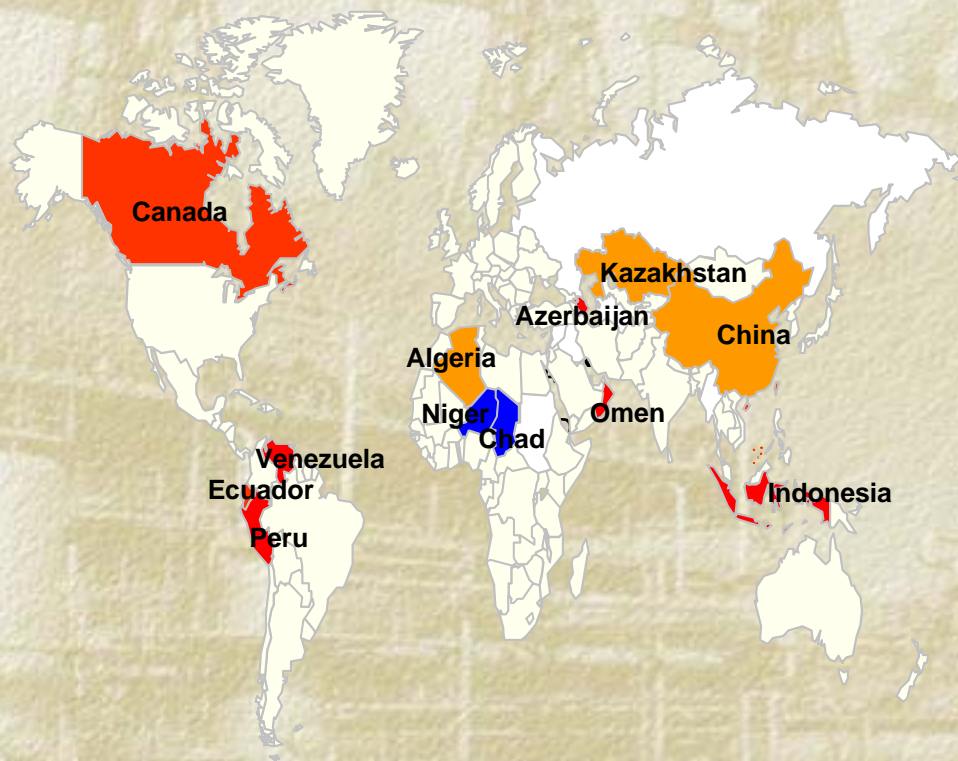 Canada
Kazakhstan
Azerbaijan
China
Algeria
Niger
Omen
Chad
Venezuela
Ecuador
Indonesia
Peru